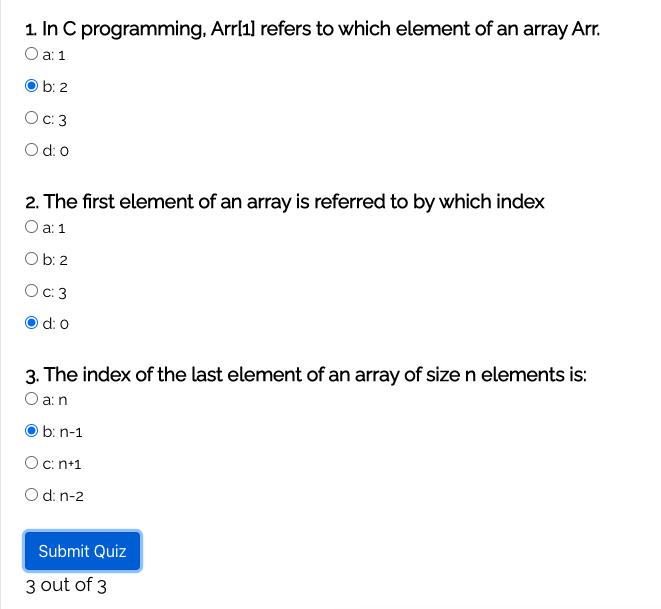 1. In C programming, Arr[1] refers to which element of an array Arr.
a: 1
b: 2
c: 3
d: 0
2. The first element of an array is referred to by which index
a: 1
b: 2
c: 3
d: 0
3. The index of the last element of an array of size n elements is:
a: n
b: n-1
c: n+1
d: n-2
Submit Quiz
3 out of 3